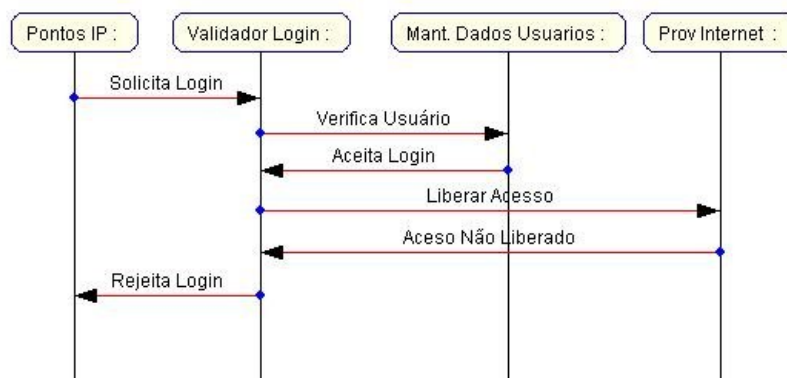 Pontos IP :
Validador Login :
Mant. Dados Usuarios :
Prov Internet :
Solicita Login
Verifica Usuário
Aceita Login
Liberar Acesso
Aceso Não Liberado
Rejeita Login